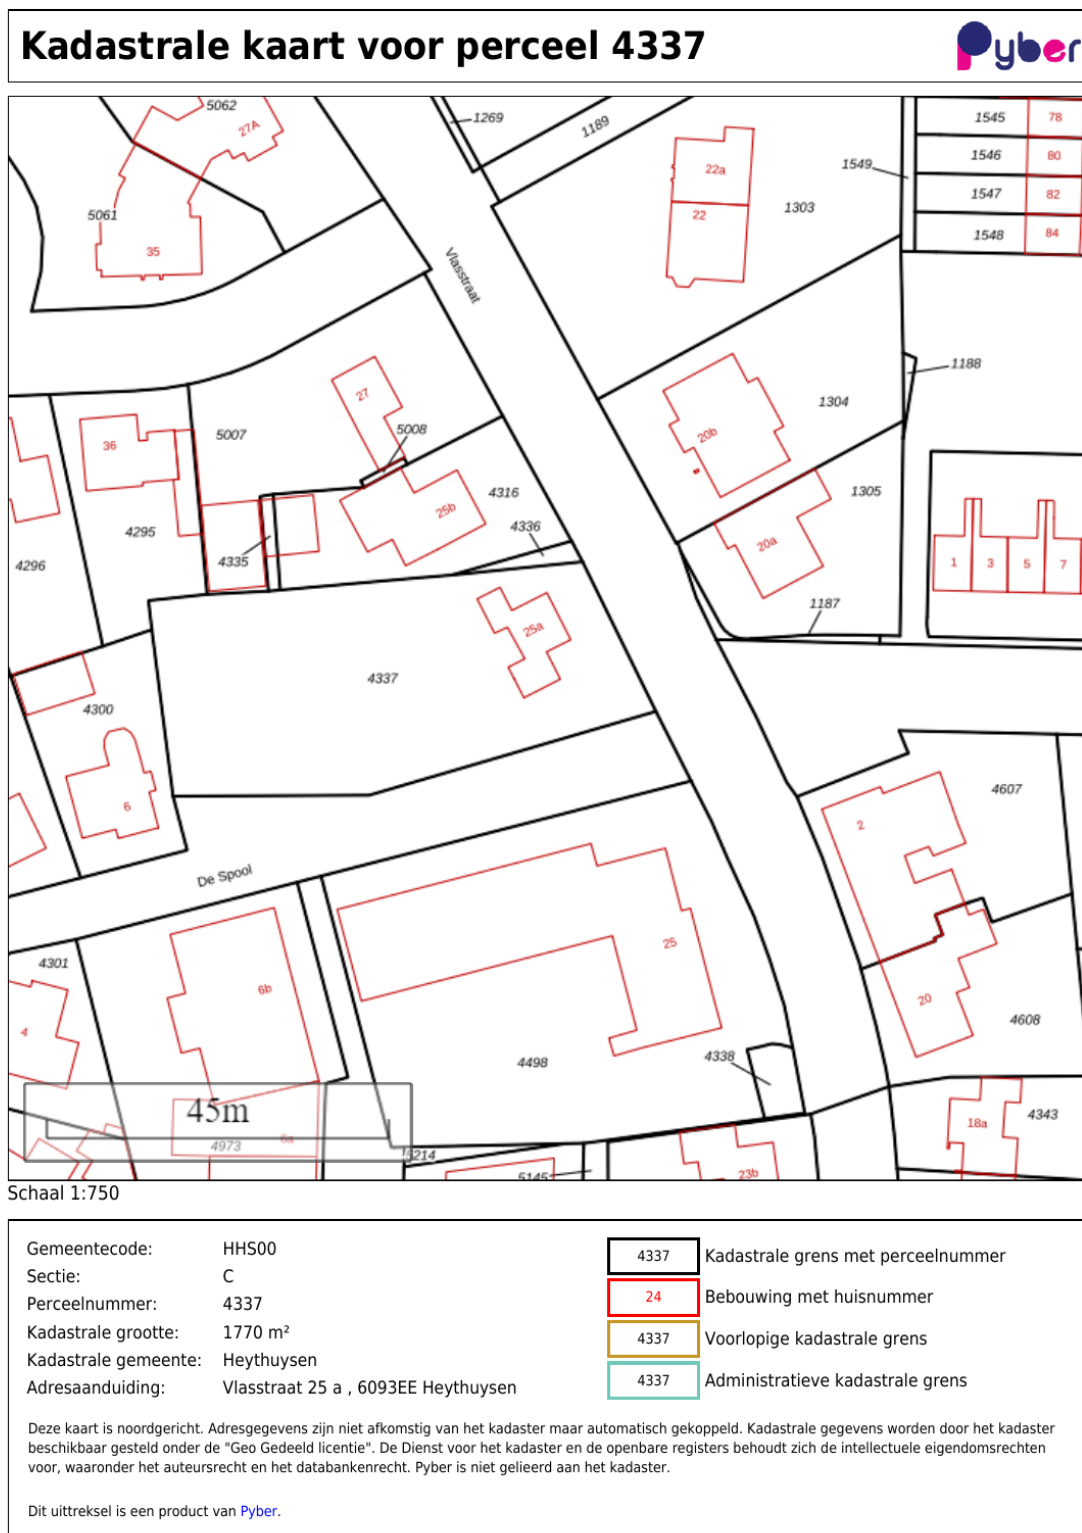 Kadastrale kaart voor perceel 4337
Pyber
5062
27A
1269
1189
1545
78
1546
80
1549
1547
82
1548
84
22a
22
1303
5061
35
Vlasstraat
1188
27
1304
36
5007
5008
20b
4316
1305
25b
4336
4295
4335
20a
4296
1
3
5
7
1187
25a
4337
4300
6
4607
2
De Spool
25
4301
6b
20
4
4608
4498
4338
45m
4973
6a
5214
5145
23b
18a
4343
Schaal 1:750
Gemeentecode: HHS00
Sectie: C
Perceelnummer: 4337
Kadastrale grootte: 1770 m²
Kadastrale gemeente: Heythuysen
Adresaanduiding: Vlasstraat 25 a , 6093EE Heythuysen
4337 Kadastrale grens met perceelnummer
24 Bebouwing met huisnummer
4337 Voorlopige kadastrale grens
4337 Administratieve kadastrale grens
Deze kaart is noordgericht. Adresgegevens zijn niet afkomstig van het kadaster maar automatisch gekoppeld. Kadastrale gegevens worden door het kadaster
beschikbaar gesteld onder de "Geo Gedeeld licentie". De Dienst voor het kadaster en de openbare registers behoudt zich de intellectuele eigendomsrechten
voor, waaronder het auteursrecht en het databankenrecht. Pyber is niet gelieerd aan het kadaster.
Dit uittreksel is een product van Pyber.